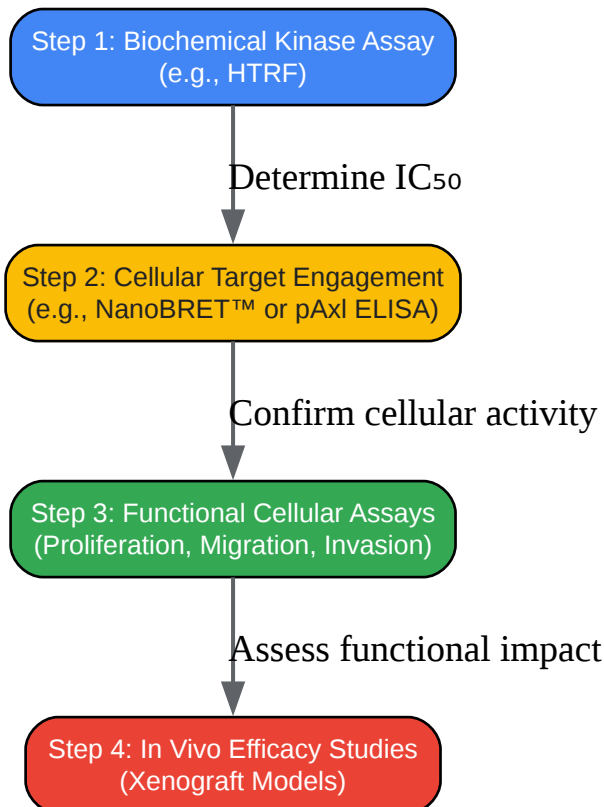 Step 1: Biochemical Kinase Assay
(e.g., HTRF)
Determine IC₅₀
Step 2: Cellular Target Engagement
(e.g., NanoBRET™ or pAxl ELISA)
Confirm cellular activity
Step 3: Functional Cellular Assays
(Proliferation, Migration, Invasion)
Assess functional impact
Step 4: In Vivo Efficacy Studies
(Xenograft Models)